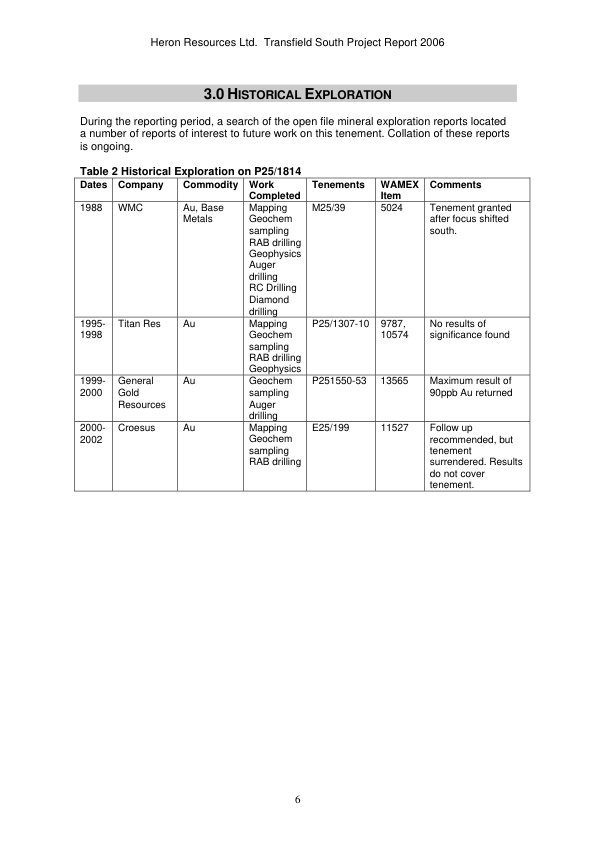 Heron Resources Ltd.  Transfield South Project Report 2006
3.0 HISTORICAL EXPLORATION
During the reporting period, a search of the open file mineral exploration reports located
a number of reports of interest to future work on this tenement. Collation of these reports
is ongoing.
Table 2 Historical Exploration on P25/1814
Dates Company Commodity Work Completed Tenements WAMEX Item Comments
1988 WMC Au, Base Metals
Mapping
Geochem
sampling
RAB drilling
Geophysics
Auger
drilling
RC Drilling
Diamond
drilling
M25/39 5024
Tenement granted
after focus shifted
south.
1995-
1998
Titan Res Au
Mapping
Geochem
sampling
RAB drilling
Geophysics
P25/1307-10
9787,
10574
No results of
significance found
1999-
2000
General
Gold
Resources
Au
Geochem
sampling
Auger
drilling
P251550-53 13565
Maximum result of
90ppb Au returned
2000-
2002
Croesus Au
Mapping
Geochem
sampling
RAB drilling
E25/199 11527
Follow up
recommended, but
tenement
surrendered. Results
do not cover
tenement.
6